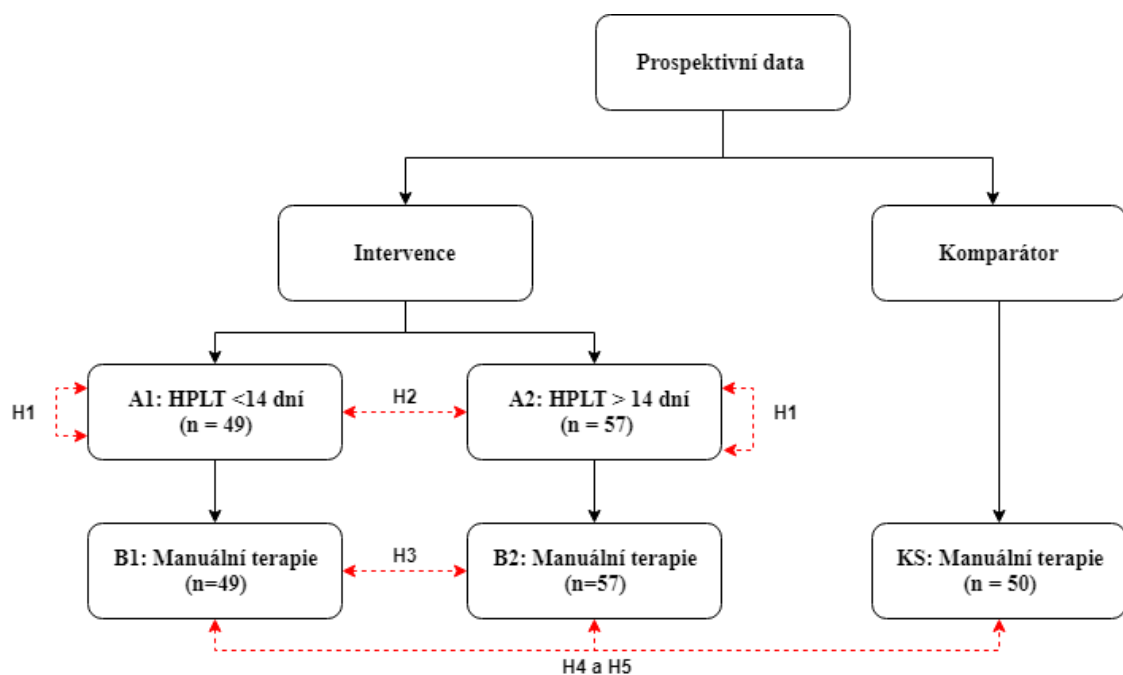 Prospektivní data
Intervence
Komparátor
A1: HPLT <14 dní
(n = 49)
H1
H2
A2: HPLT > 14 dní
(n = 57)
H1
B1: Manuální terapie
(n=49)
H3
B2: Manuální terapie
(n=57)
KS: Manuální terapie
(n = 50)
H4 a H5